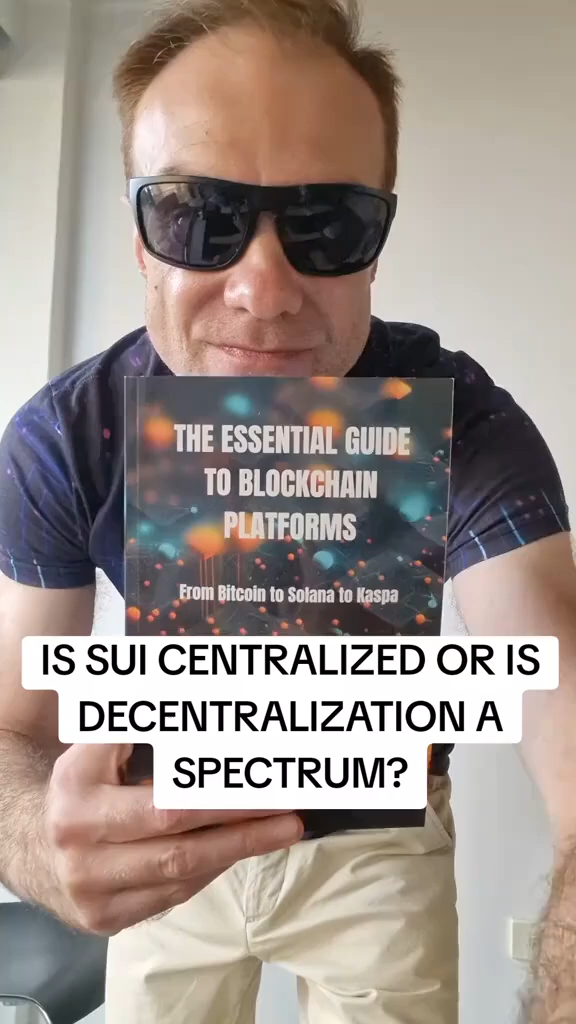 THE ESSENTIAL GUIDE
TO BLOCKCHAIN
PLATFORMS
From Bitcoin to Solana to Kaspa
IS SUI CENTRALIZED OR IS
DECENTRALIZATION A
SPECTRUM?